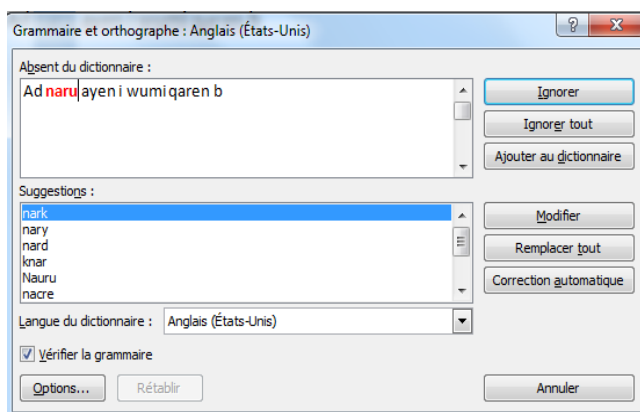 Grammaire et orthographe : Anglais (États-Unis)
Absent du dictionnaire :
Ad naru ayen i wumi qaren b
Ignorer
Ignorer tout
Ajouter au dictionnaire
Suggestions :
nark
nary
nard
knar
Nauru
nacre
Modifier
Remplacer tout
Correction automatique
Langue du dictionnaire : Anglais (États-Unis)
Vérifier la grammaire
Options... Rétablir Annuler